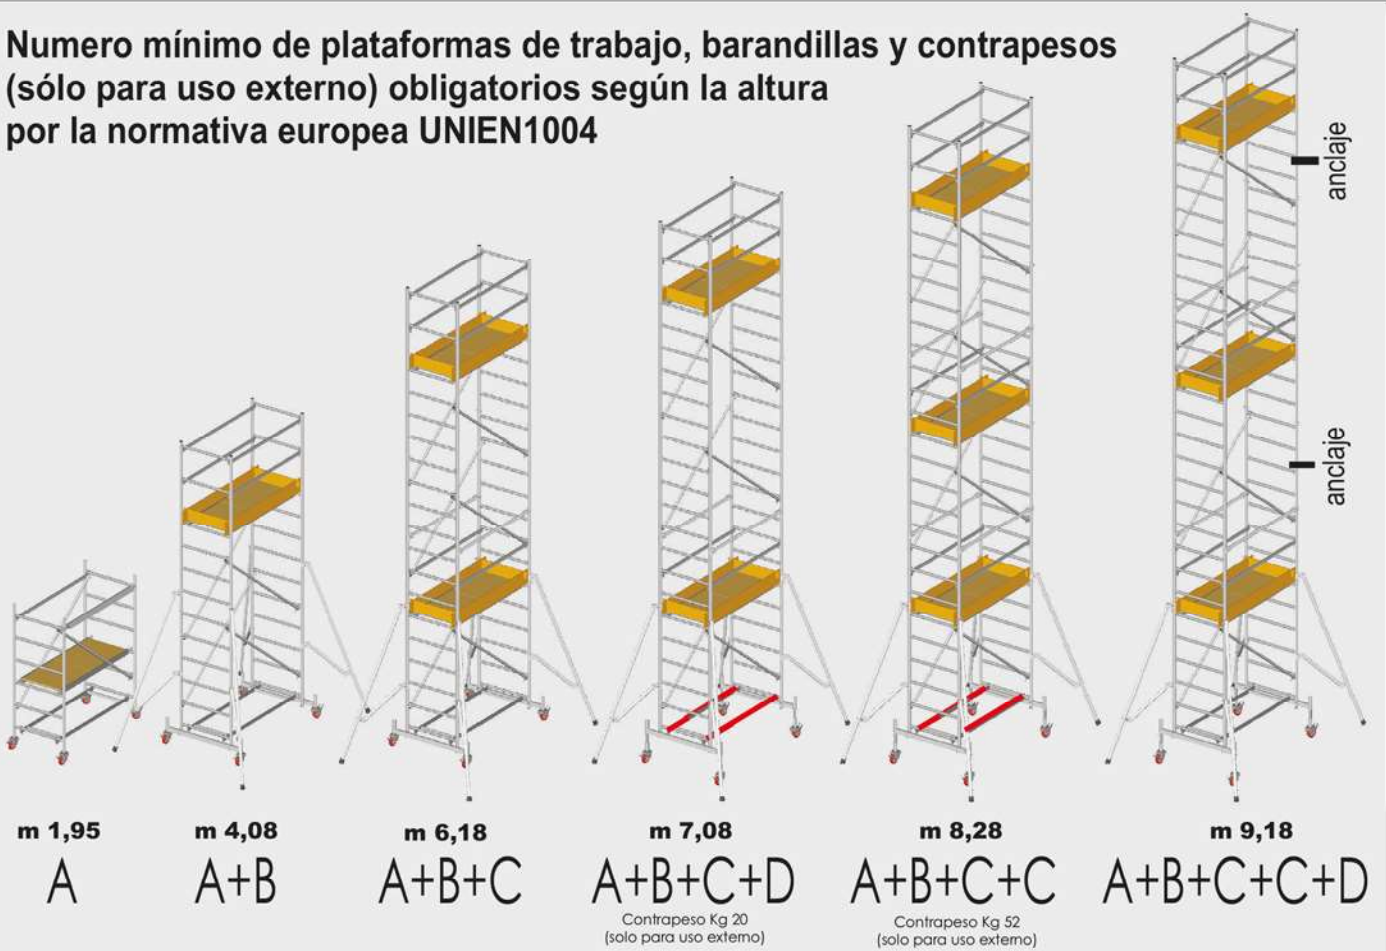 Numero mínimo de plataformas de trabajo, barandillas y contrapesos
(sólo para uso externo) obligatorios según la altura
por la normativa europea UNIEN1004
anclaje
anclaje
m 1,95
A
m 4,08
A+B
m 6,18
A+B+C
m 7,08
A+B+C+D
Contrapeso Kg 20
(solo para uso externo)
m 8,28
A+B+C+C
Contrapeso Kg 52
(solo para uso externo)
m 9,18
A+B+C+C+D